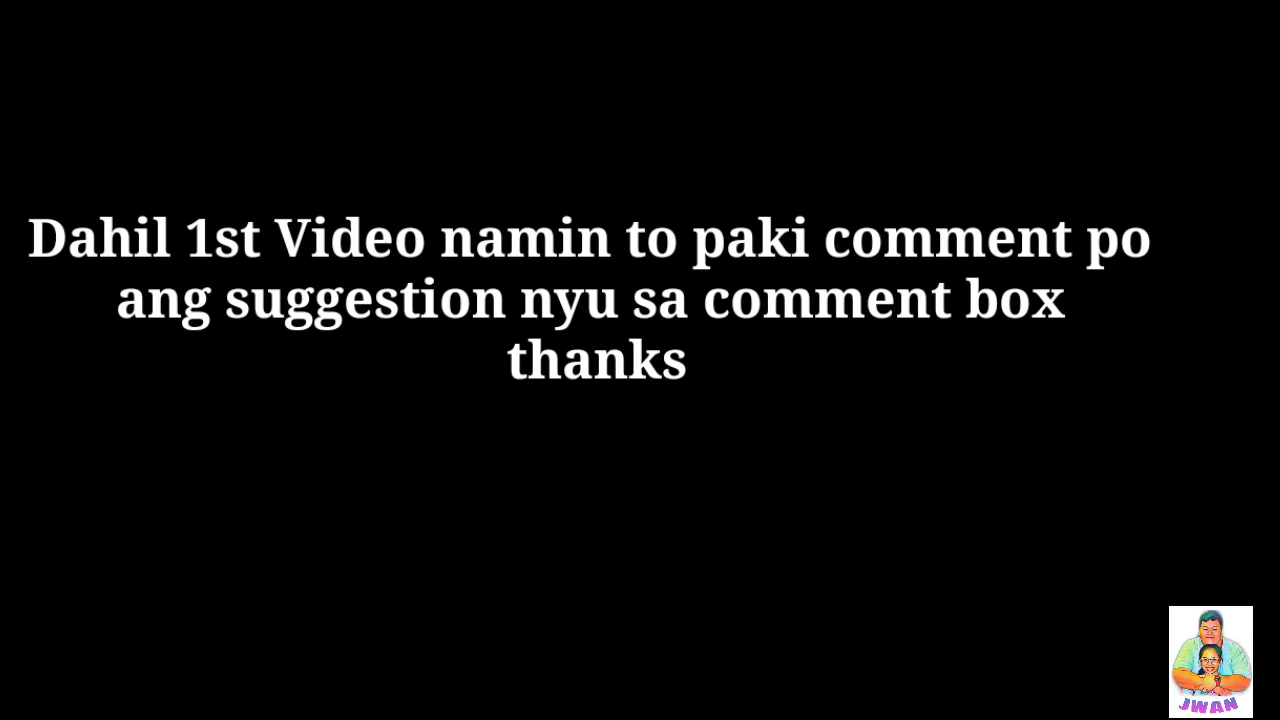 Dahil 1st Video namin to paki comment po
ang suggestion nyu sa comment box
thanks
JWAN